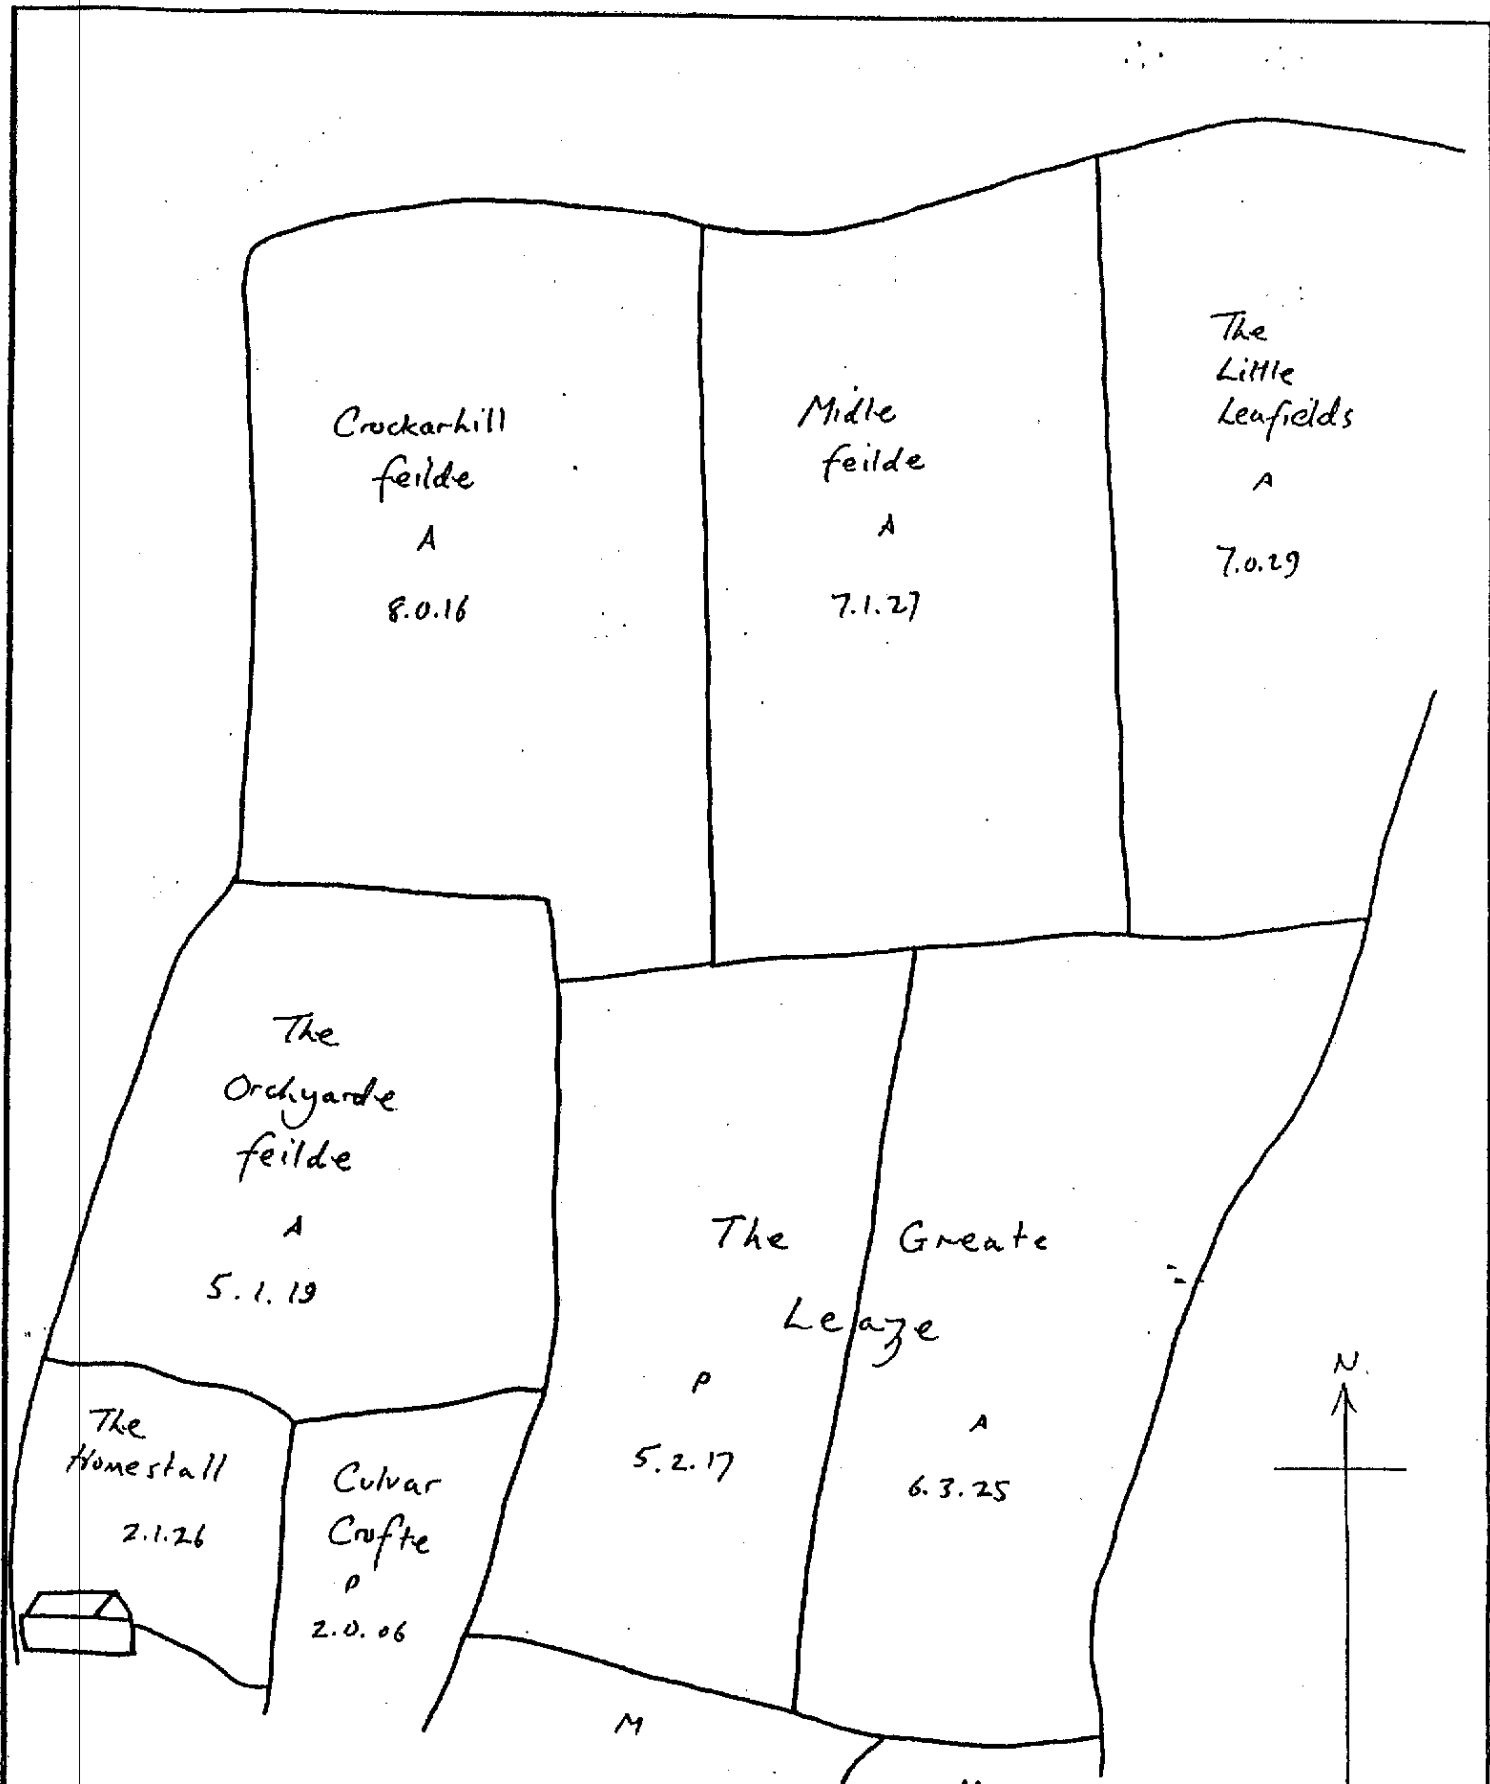 Crockarhill
feilde
A
8.0.16
Midle
feilde
A
7.1.27
The
Little
Leafields
A
7.0.29
The
Orchyarde
feilde
A
5.1.19
The Greate
Leaze
P
5.2.17
A
6.3.25
The
Homestall
2.1.26
Culvar
Crofte
P
2.0.06
M
N.